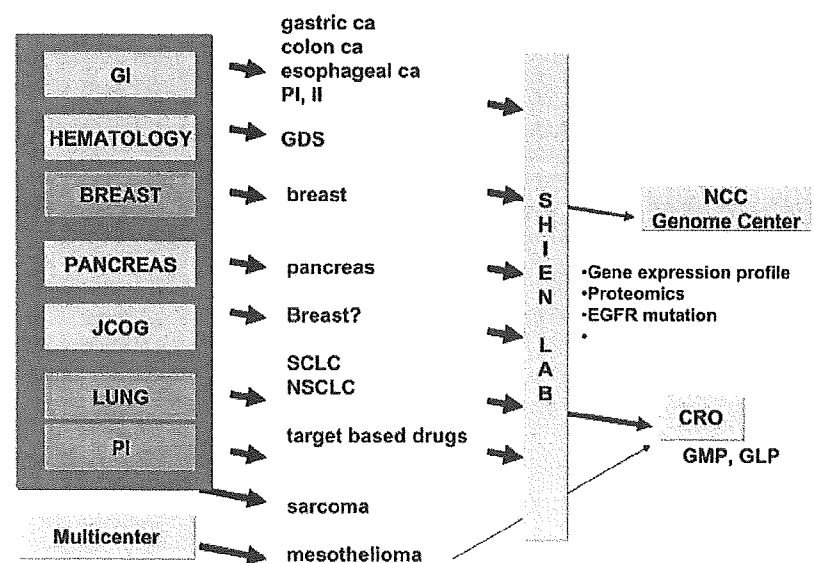 GI
HEMATOLOGY
BREAST
PANCREAS
JCOG
LUNG
PI
Multicenter
gastric ca
colon ca
esophageal ca
PI, II
GDS
breast
pancreas
Breast?
SCLC
NSCLC
target based drugs
sarcoma
mesothelioma
SHIEN LAB
NCC
Genome Center
•Gene expression profile
•Proteomics
•EGFR mutation
•
CRO
GMP, GLP